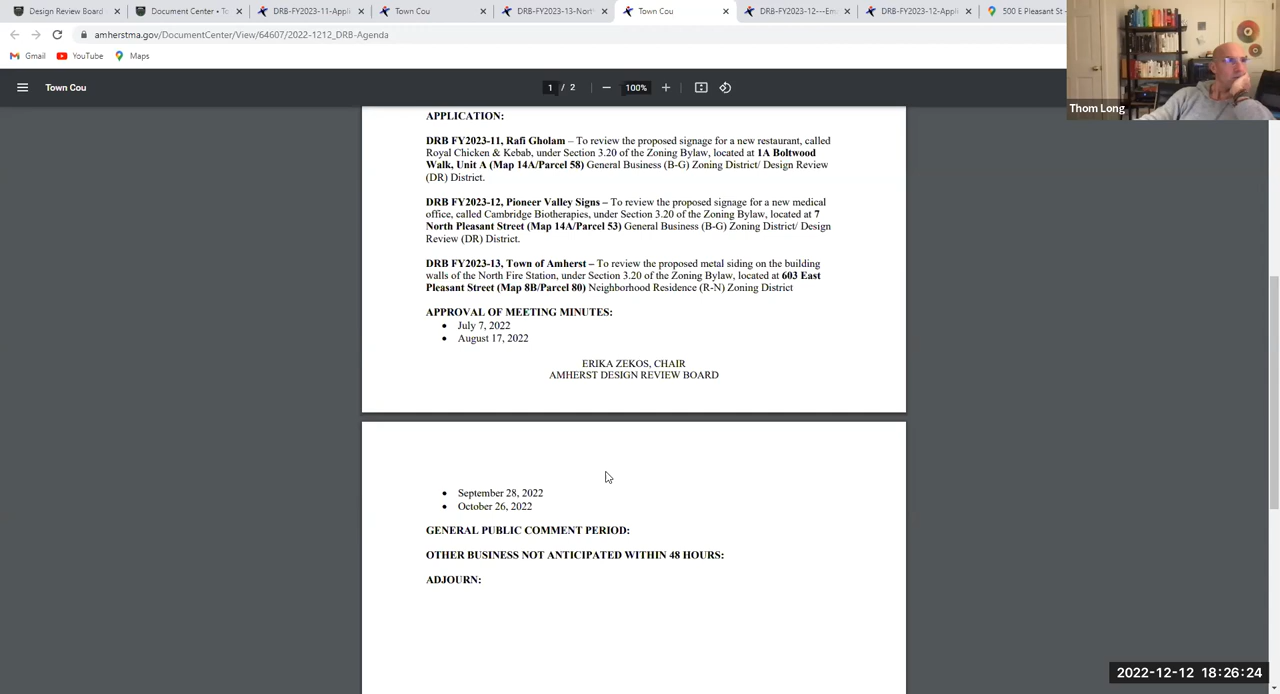 Design Review Board
Document Center • To
DRB-FY2023-11-Appli
Town Cou
DRB-FY2023-13-Nort
Town Cou
DRB-FY2023-12---Em
DRB-FY2023-12-Appli
500 E Pleasant St -
amherstma.gov/DocumentCenter/View/64607/2022-1212_DRB-Agenda
Gmail
YouTube
Maps
Town Cou
1 / 2
100%
Thom Long
APPLICATION:
DRB FY2023-11, Rafi Gholam – To review the proposed signage for a new restaurant, called
Royal Chicken & Kebab, under Section 3.20 of the Zoning Bylaw, located at 1A Boltwood
Walk, Unit A (Map 14A/Parcel 58) General Business (B-G) Zoning District/ Design Review
(DR) District.
DRB FY2023-12, Pioneer Valley Signs – To review the proposed signage for a new medical
office, called Cambridge Biotherapies, under Section 3.20 of the Zoning Bylaw, located at 7
North Pleasant Street (Map 14A/Parcel 53) General Business (B-G) Zoning District/ Design
Review (DR) District.
DRB FY2023-13, Town of Amherst – To review the proposed metal siding on the building
walls of the North Fire Station, under Section 3.20 of the Zoning Bylaw, located at 603 East
Pleasant Street (Map 8B/Parcel 80) Neighborhood Residence (R-N) Zoning District
APPROVAL OF MEETING MINUTES:
• July 7, 2022
• August 17, 2022
ERIKA ZEKOS, CHAIR
AMHERST DESIGN REVIEW BOARD
• September 28, 2022
• October 26, 2022
GENERAL PUBLIC COMMENT PERIOD:
OTHER BUSINESS NOT ANTICIPATED WITHIN 48 HOURS:
ADJOURN:
2022-12-12 18:26:24